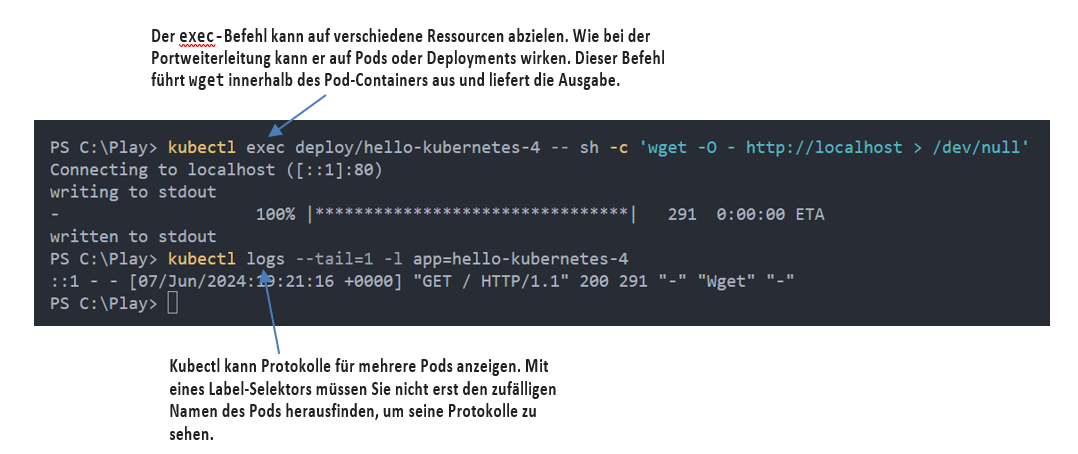 Der exec-Befehl kann auf verschiedene Ressourcen abzielen. Wie bei der
Portweiterleitung kann er auf Pods oder Deployments wirken. Dieser Befehl
führt wget innerhalb des Pod-Containers aus und liefert die Ausgabe.
PS C:\Play> kubectl exec deploy/hello-kubernetes-4 -- sh -c 'wget -O - http://localhost > /dev/null'
Connecting to localhost ([::1]:80)
writing to stdout
-                    100% |********************************|   291  0:00:00 ETA
written to stdout
PS C:\Play> kubectl logs --tail=1 -l app=hello-kubernetes-4
::1 - - [07/Jun/2024:19:21:16 +0000] "GET / HTTP/1.1" 200 291 "-" "Wget" "-"
PS C:\Play>
Kubectl kann Protokolle für mehrere Pods anzeigen. Mit
eines Label-Selektors müssen Sie nicht erst den zufälligen
Namen des Pods herausfinden, um seine Protokolle zu
sehen.